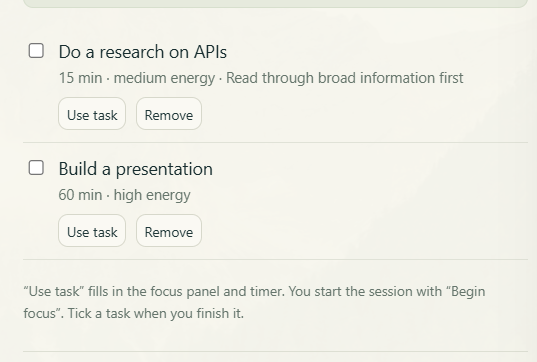 Do a research on APIs
15 min · medium energy · Read through broad information first
Use task Remove
Build a presentation
60 min · high energy
Use task Remove
“Use task” fills in the focus panel and timer. You start the session with “Begin
focus”. Tick a task when you finish it.